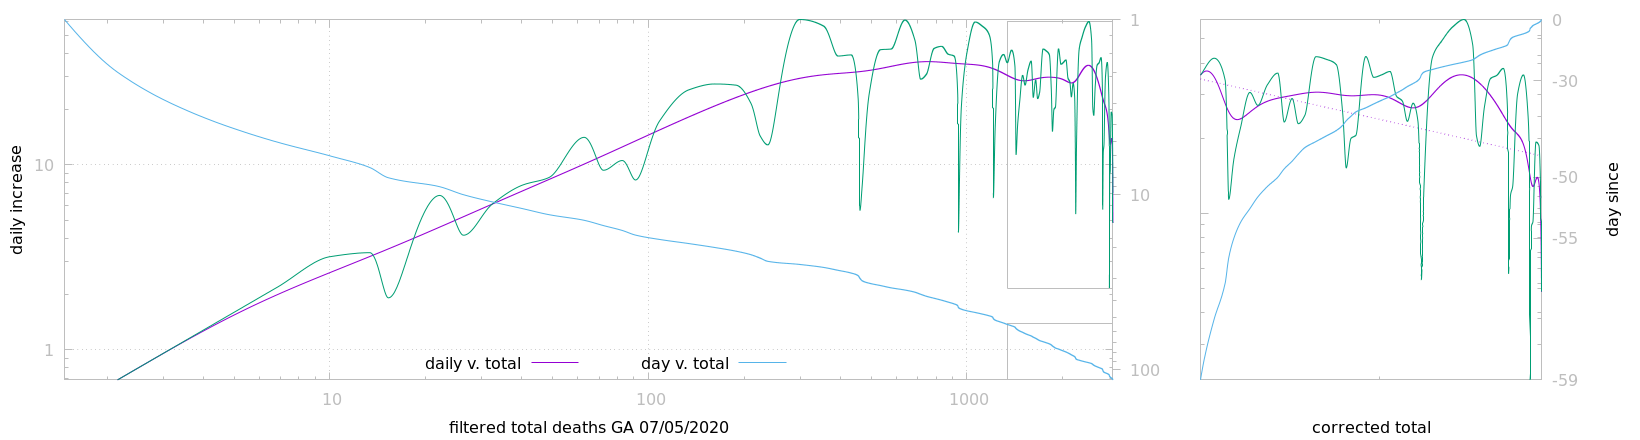 daily increase
10
1
10
100
1000
1
10
100
daily v. total
day v. total
filtered total deaths GA 07/05/2020
0
-30
-50
-55
-59
day since
corrected total